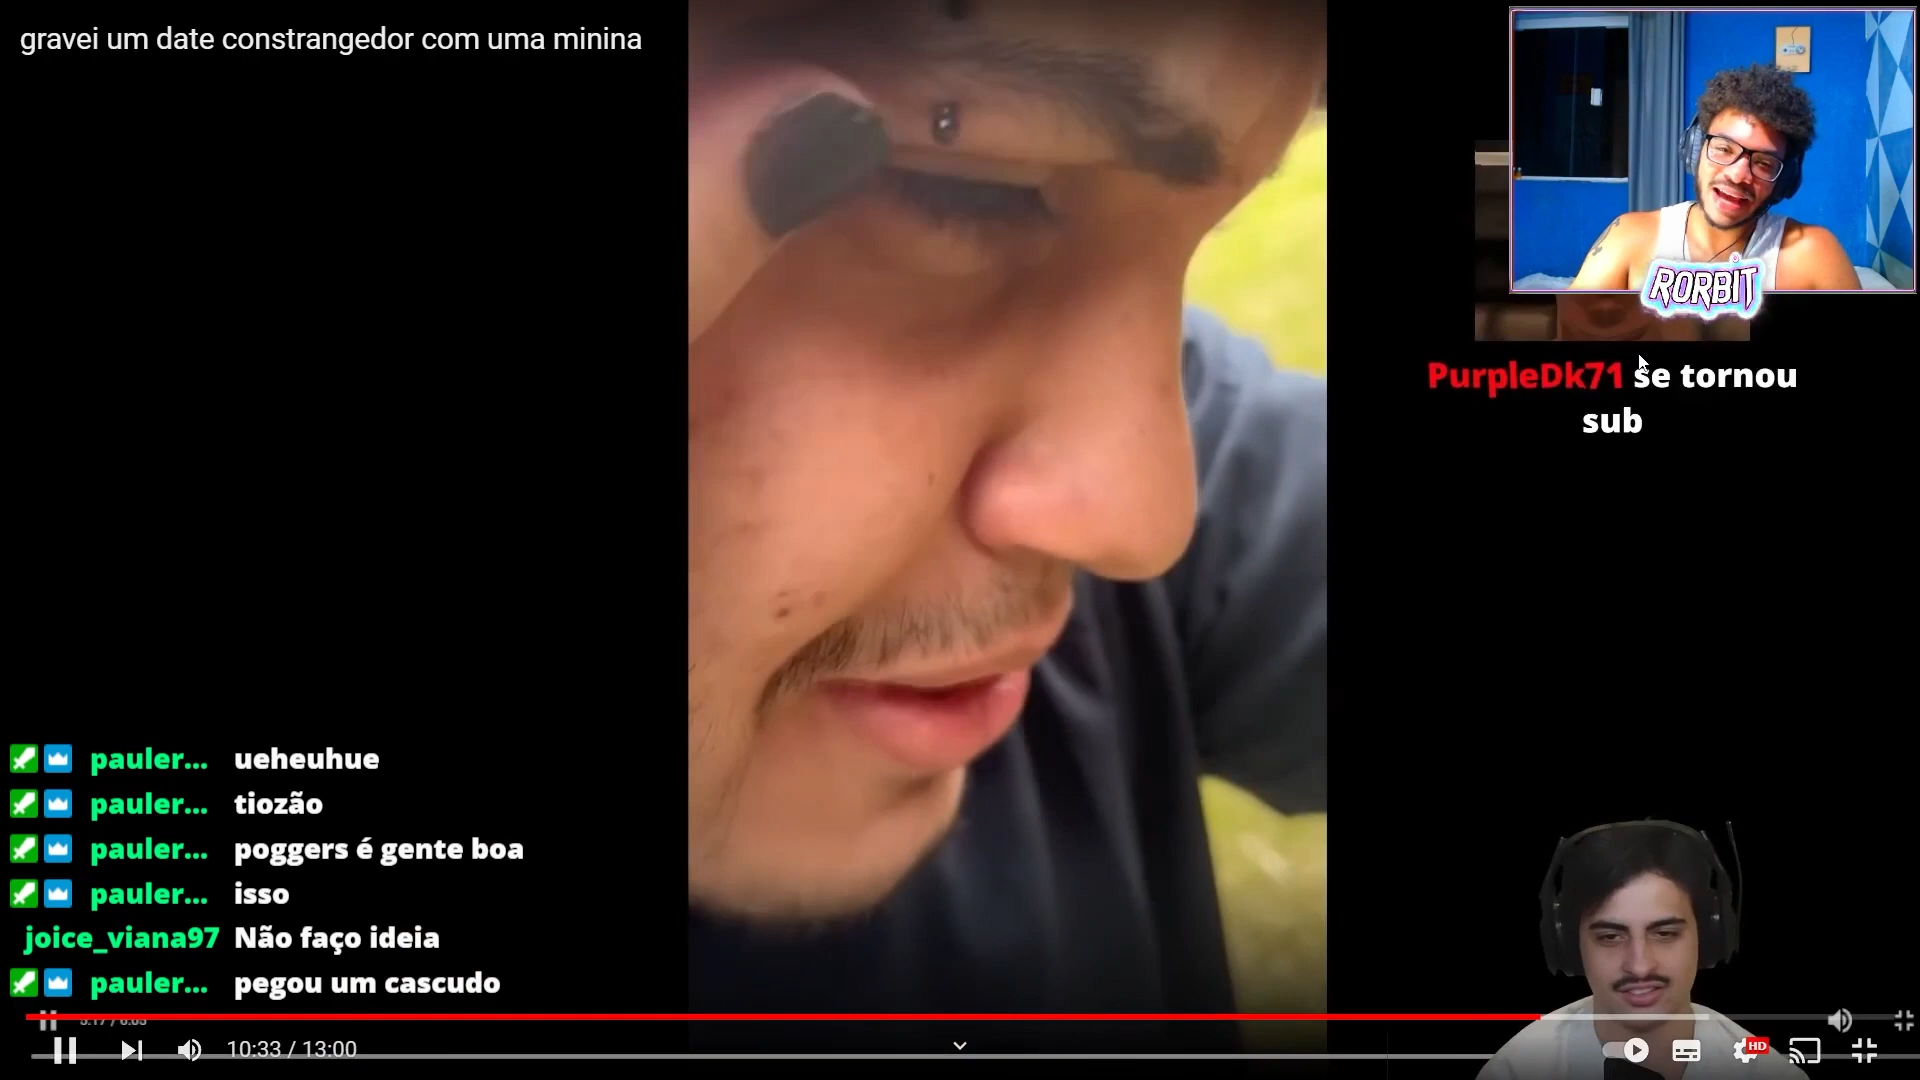 gravei um date constrangedor com uma minina
RORBIT
PurpleDk71 se tornou
sub
pauler... ueheuhue
pauler... tiozão
pauler... poggers é gente boa
pauler... isso
joice_viana97 Não faço ideia
pauler... pegou um cascudo
10:33 / 13:00
HD